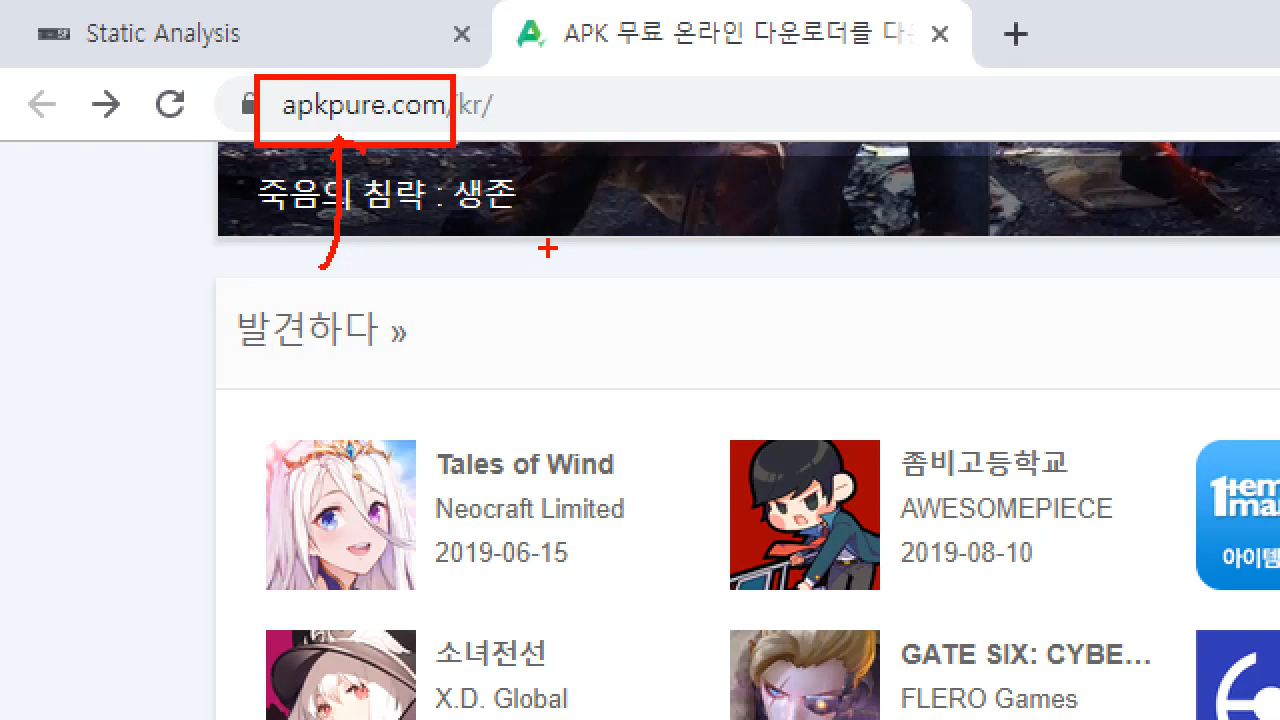 Static Analysis
APK 무료 온라인 다운로더를 다
apkpure.com/kr/
죽음의 침략 : 생존
발견하다 »
Tales of Wind
Neocraft Limited
2019-06-15
좀비고등학교
AWESOMEPIECE
2019-08-10
아이템
소녀전선
X.D. Global
GATE SIX: CYBE...
FLERO Games